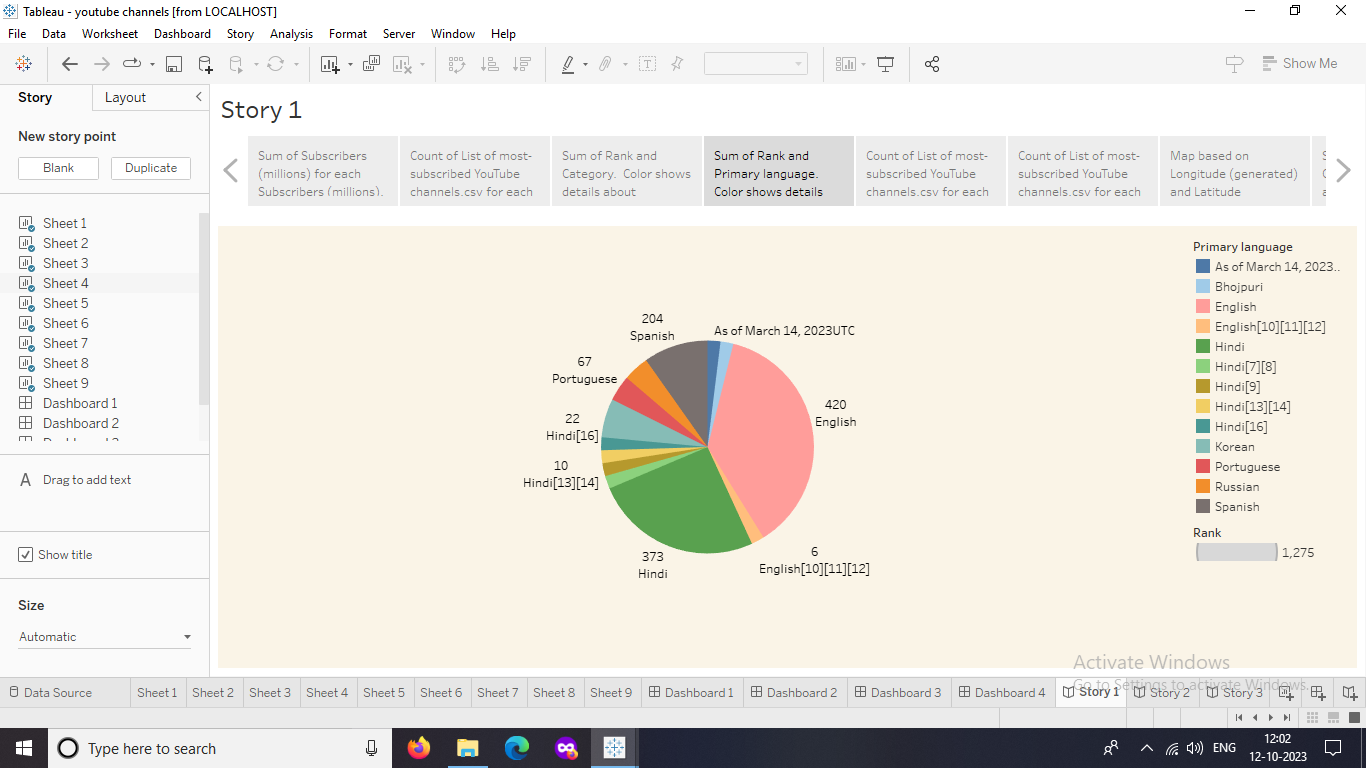 Tableau - youtube channels [from LOCALHOST]
File Data Worksheet Dashboard Story Analysis Format Server Window Help
Show Me
Story Layout
New story point
Blank Duplicate
Sheet 1
Sheet 2
Sheet 3
Sheet 4
Sheet 5
Sheet 6
Sheet 7
Sheet 8
Sheet 9
Dashboard 1
Dashboard 2
A Drag to add text
Show title
Size
Automatic
Story 1
Sum of Subscribers
(millions) for each
Subscribers (millions).
Count of List of most-
subscribed YouTube
channels.csv for each
Sum of Rank and
Category. Color shows
details about
Sum of Rank and
Primary language.
Color shows details
Count of List of most-
subscribed YouTube
channels.csv for each
Count of List of most-
subscribed YouTube
channels.csv for each
Map based on
Longitude (generated)
and Latitude
204
Spanish
As of March 14, 2023UTC
67
Portuguese
420
English
22
Hindi[16]
10
Hindi[13][14]
373
Hindi
6
English[10][11][12]
Primary language
As of March 14, 2023..
Bhojpuri
English
English[10][11][12]
Hindi
Hindi[7][8]
Hindi[9]
Hindi[13][14]
Hindi[16]
Korean
Portuguese
Russian
Spanish
Rank
1,275
Activate Windows
Go to Settings to activate Windows.
Data Source Sheet 1 Sheet 2 Sheet 3 Sheet 4 Sheet 5 Sheet 6 Sheet 7 Sheet 8 Sheet 9 Dashboard 1 Dashboard 2 Dashboard 3 Dashboard 4 Story 1 Story 2 Story 3
Type here to search
ENG
12:02
12-10-2023